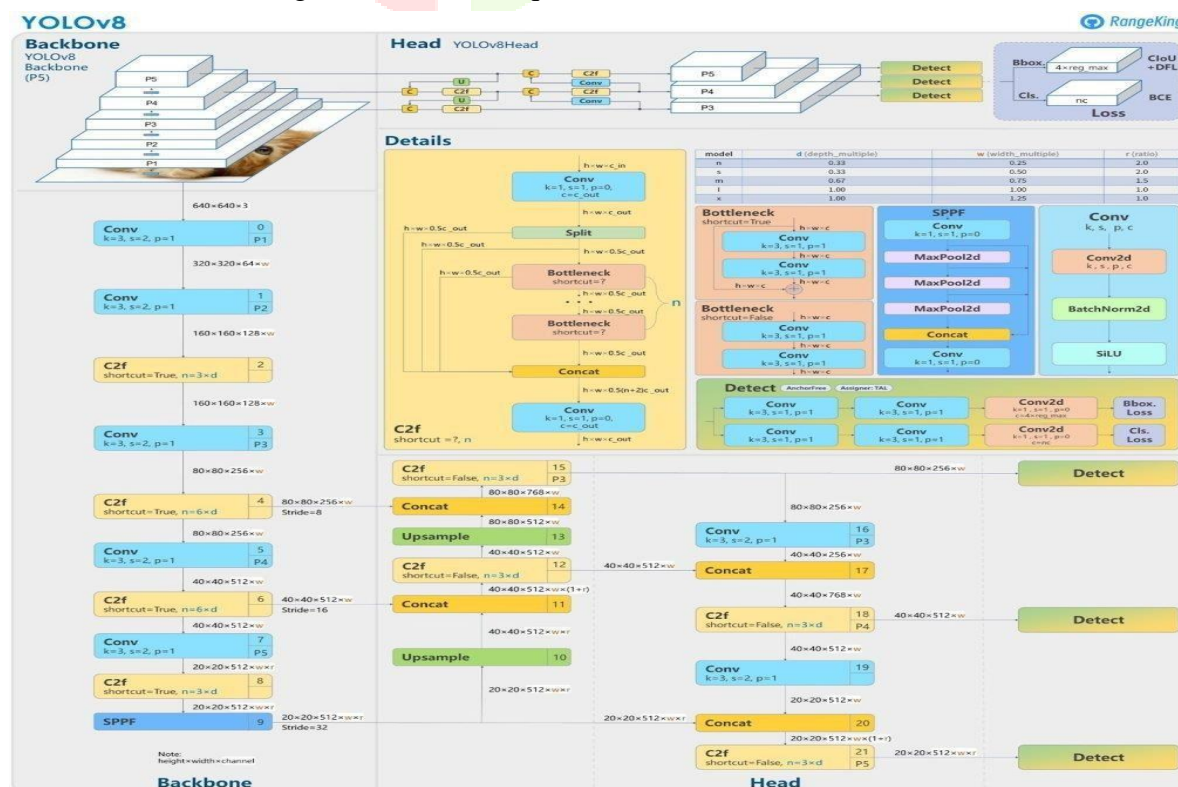 YOLOv8
RangeKing
Backbone
YOLOv8
Backbone
(P5)
P5
P4
P3
P2
P1
Head YOLOv8Head
U
U
C
C2f
C
C2f
C
C2f
Conv
C
C2f
Conv
P5
P4
P3
Detect
Detect
Detect
Bbox.
4×reg_max
CIoU
+DFL
Cls.
nc
BCE
Loss
Details
h=w=c_in
Conv
k=1, s=1, p=0,
c=c_out
h=w=c_out
Split
h=w=0.5c_out
h=w=0.5c_out
h=w=0.5c_out
h=w=0.5c_out
Bottleneck
shortcut=?
h=w=0.5c_out
...
n
h=w=0.5c_out
Bottleneck
shortcut=?
h=w=0.5c_out
Concat
h=w=0.5(n+2)c_out
Conv
k=1, s=1, p=0,
c=c_out
C2f
shortcut =?, n
h=w=c_out
model d (depth_multiple) w (width_multiple) r (ratio)
n 0.33 0.25 2.0
s 0.33 0.50 2.0
m 0.67 0.75 1.5
l 1.00 1.00 1.0
x 1.00 1.25 1.0
Bottleneck
shortcut=True
h=w=c
Conv
k=3, s=1, p=1
h=w=c
Conv
k=3, s=1, p=1
h=w=c
h=w=c
Bottleneck
shortcut=False
h=w=c
Conv
k=3, s=1, p=1
h=w=c
Conv
k=3, s=1, p=1
h=w=c
SPPF
Conv
k=1, s=1, p=0
MaxPool2d
MaxPool2d
MaxPool2d
Concat
Conv
k=1, s=1, p=0
Conv
k, s, p, c
Conv2d
k, s, p, c
BatchNorm2d
SiLU
Detect AnchorFree Assigner: TAL
Conv
k=3, s=1, p=1
Conv
k=3, s=1, p=1
Conv2d
k=1, s=1, p=0
c=4×reg_max
Bbox.
Loss
Conv
k=3, s=1, p=1
Conv
k=3, s=1, p=1
Conv2d
k=1, s=1, p=0
c=nc
Cls.
Loss
640×640×3
Conv 0
k=3, s=2, p=1 P1
320×320×64×w
Conv 1
k=3, s=2, p=1 P2
160×160×128×w
C2f 2
shortcut=True, n=3×d
160×160×128×w
Conv 3
k=3, s=2, p=1 P3
80×80×256×w
C2f 4
shortcut=True, n=6×d
80×80×256×w
Stride=8
80×80×256×w
Conv 5
k=3, s=2, p=1 P4
40×40×512×w
C2f 6
shortcut=True, n=6×d
40×40×512×w
Stride=16
40×40×512×w
Conv 7
k=3, s=2, p=1 P5
20×20×512×w×r
C2f 8
shortcut=True, n=3×d
20×20×512×w×r
SPPF 9
20×20×512×w×r
Stride=32
Note:
height×width×channel
Backbone
C2f 15
shortcut=False, n=3×d P3
80×80×256×w
Detect
80×80×768×w
Concat 14
80×80×512×w
Upsample 13
40×40×512×w
C2f 12
shortcut=False, n=3×d
40×40×512×w
40×40×512×w×(1+r)
Concat 11
40×40×512×w×r
Upsample 10
20×20×512×w×r
80×80×256×w
Conv 16
k=3, s=2, p=1 P3
40×40×256×w
Concat 17
40×40×768×w
C2f 18
shortcut=False, n=3×d P4
40×40×512×w
Detect
40×40×512×w
Conv 19
k=3, s=2, p=1
20×20×512×w
20×20×512×w×r
Concat 20
20×20×512×w×(1+r)
C2f 21
shortcut=False, n=3×d P5
20×20×512×w×r
Detect
Head